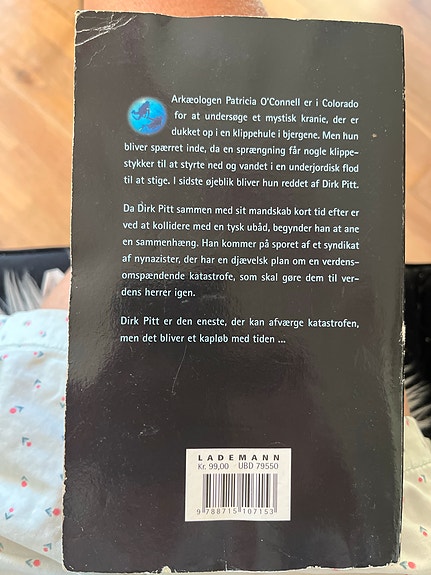 Arkæologen Patricia O'Connell er i Colorado
for at undersøge et mystisk kranie, der er
dukket op i en klippehule i bjergene. Men hun
bliver spærret inde, da en sprængning får nogle klippe-
stykker til at styrte ned og vandet i en underjordisk flod
til at stige. I sidste øjeblik bliver hun reddet af Dirk Pitt.
Da Dirk Pitt sammen med sit mandskab kort tid efter er
ved at kollidere med en tysk ubåd, begynder han at ane
en sammenhæng. Han kommer på sporet af et syndikat
af nynazister, der har en djævelsk plan om en verdens-
omspændende katastrofe, som skal gøre dem til ver-
dens herrer igen.
Dirk Pitt er den eneste, der kan afværge katastrofen,
men det bliver et kapløb med tiden ...
LADEMANN
Kr. 99,00 UBD 79550
9 788715 107153